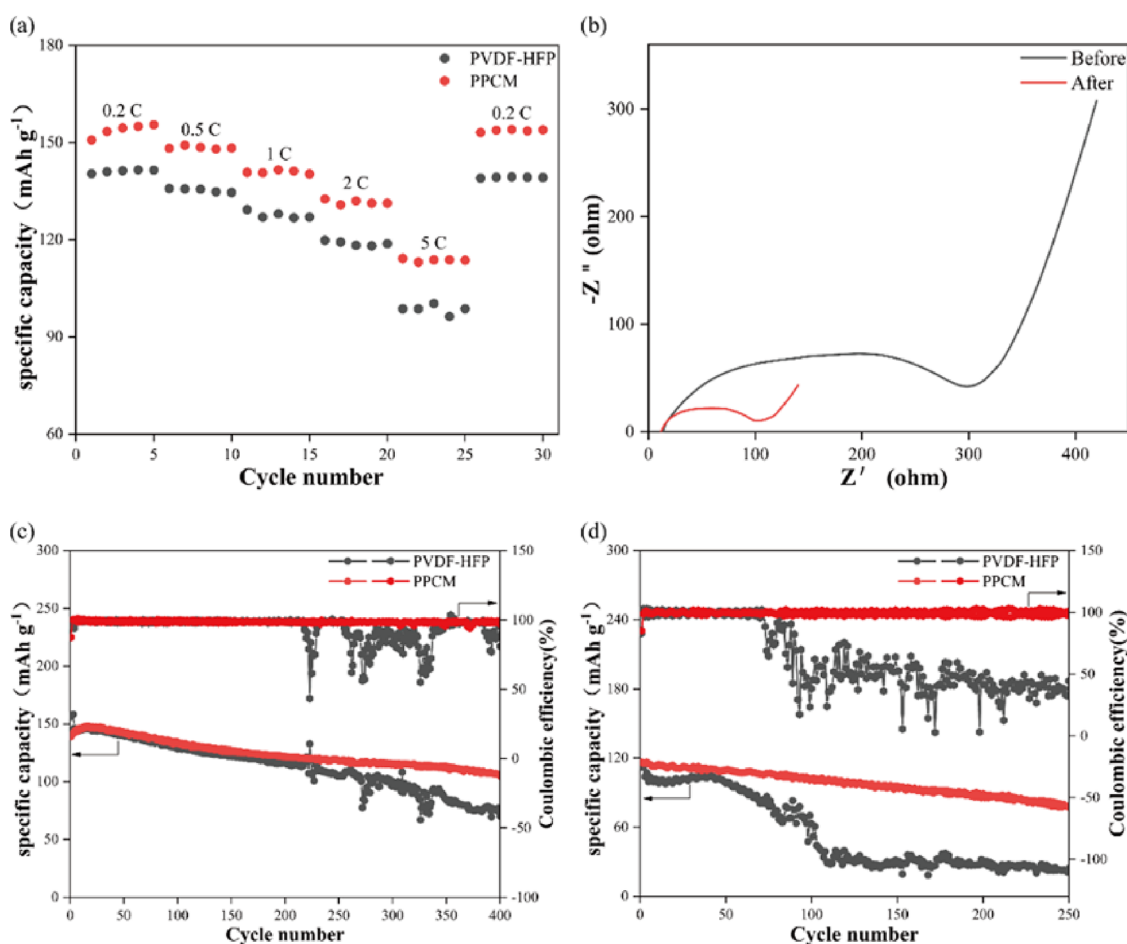 (a)
180
150
120
90
60
specific capacity（mAh g-1）
PVDF-HFP
PPCM
0.2 C
0.5 C
1 C
2 C
5 C
0.2 C
0 5 10 15 20 25 30
Cycle number
(b)
300
200
100
0
-Z" (ohm)
Before
After
0 100 200 300 400
Z′ (ohm)
(c)
300
250
200
150
100
50
0
specific capacity（mAh g-1）
PVDF-HFP
PPCM
150
100
50
0
-50
-100
Coulombic efficiency(%)
0 50 100 150 200 250 300 350 400
Cycle number
(d)
300
240
180
120
60
0
specific capacity（mAh g-1）
PVDF-HFP
PPCM
150
100
50
0
-50
-100
Coulombic efficiency(%)
0 50 100 150 200 250
Cycle number